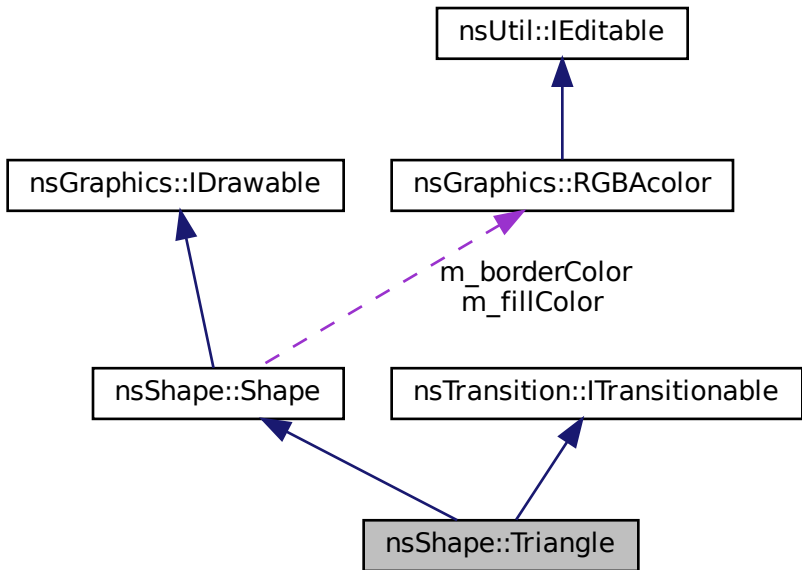 nsUtil::IEditable
nsGraphics::IDrawable
nsGraphics::RGBAcolor
m_borderColor
m_fillColor
nsShape::Shape
nsTransition::ITransitionable
nsShape::Triangle